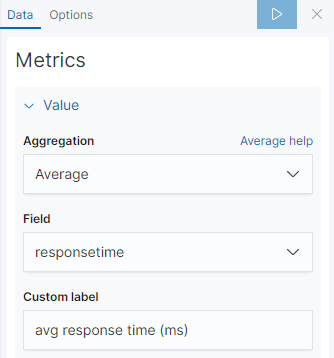 Data Options
Metrics
Value
Aggregation Average help
Average
Field
responsetime
Custom label
avg response time (ms)